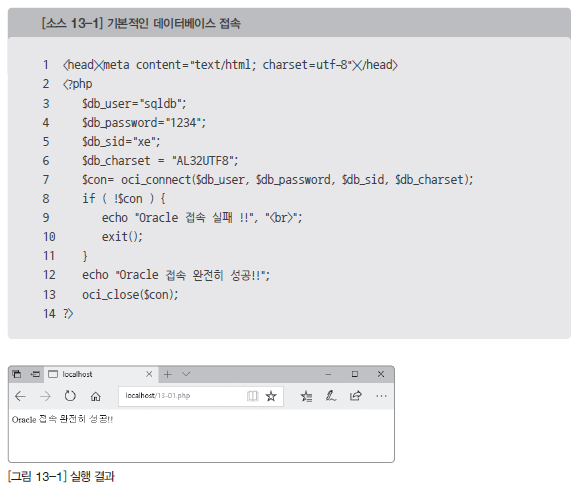 [소스 13-1] 기본적인 데이터베이스 접속
1 <head><meta content="text/html; charset=utf-8"></head>
2 <?php
3 $db_user="sqldb";
4 $db_password="1234";
5 $db_sid="xe";
6 $db_charset = "AL32UTF8";
7 $con= oci_connect($db_user, $db_password, $db_sid, $db_charset);
8 if ( !$con ) {
9 echo "Oracle 접속 실패 !!", "<br>";
10 exit();
11 }
12 echo "Oracle 접속 완전히 성공!!";
13 oci_close($con);
14 ?>
localhost
localhost/13-01.php
Oracle 접속 완전히 성공!!
[그림 13-1] 실행 결과